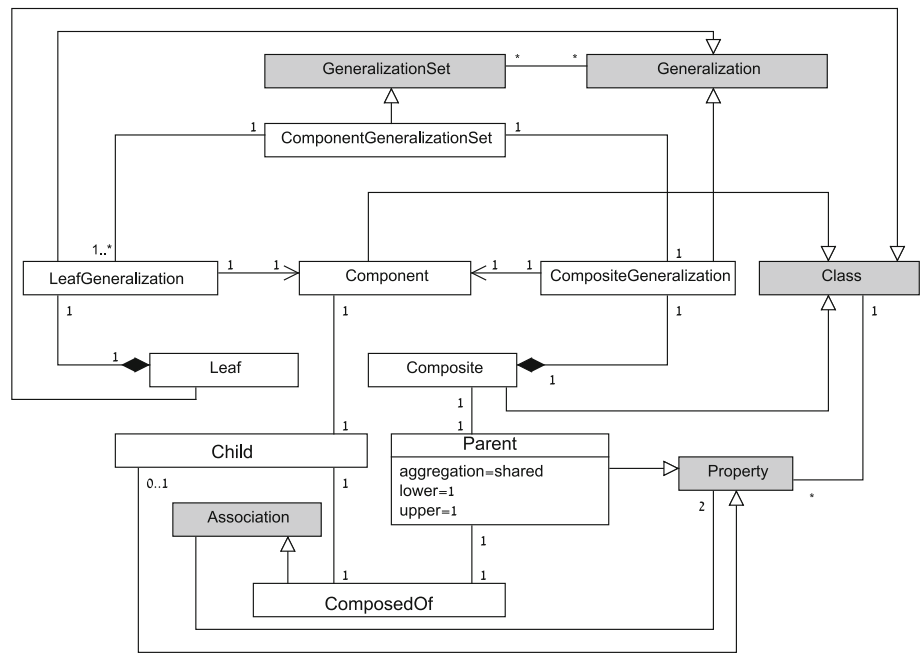 GeneralizationSet
*
*
Generalization
1
ComponentGeneralizationSet
1
1..*
1
LeafGeneralization
1
1
Component
1
1
CompositeGeneralization
Class
1
1
1
1
1
Leaf
Composite
1
1
1
1
Parent
Child
aggregation=shared
lower=1
upper=1
Property
0..1
1
2
*
Association
1
1
1
ComposedOf